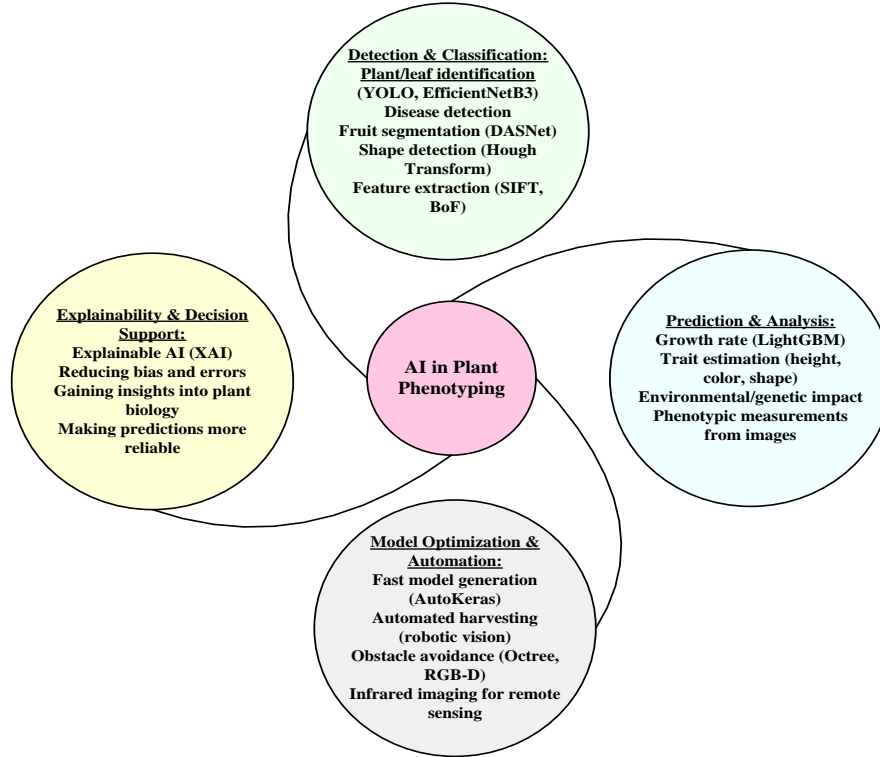 Detection & Classification:
Plant/leaf identification
(YOLO, EfficientNetB3)
Disease detection
Fruit segmentation (DASNet)
Shape detection (Hough
Transform)
Feature extraction (SIFT,
BoF)
Explainability & Decision
Support:
Explainable AI (XAI)
Reducing bias and errors
Gaining insights into plant
biology
Making predictions more
reliable
AI in Plant
Phenotyping
Prediction & Analysis:
Growth rate (LightGBM)
Trait estimation (height,
color, shape)
Environmental/genetic impact
Phenotypic measurements
from images
Model Optimization &
Automation:
Fast model generation
(AutoKeras)
Automated harvesting
(robotic vision)
Obstacle avoidance (Octree,
RGB-D)
Infrared imaging for remote
sensing